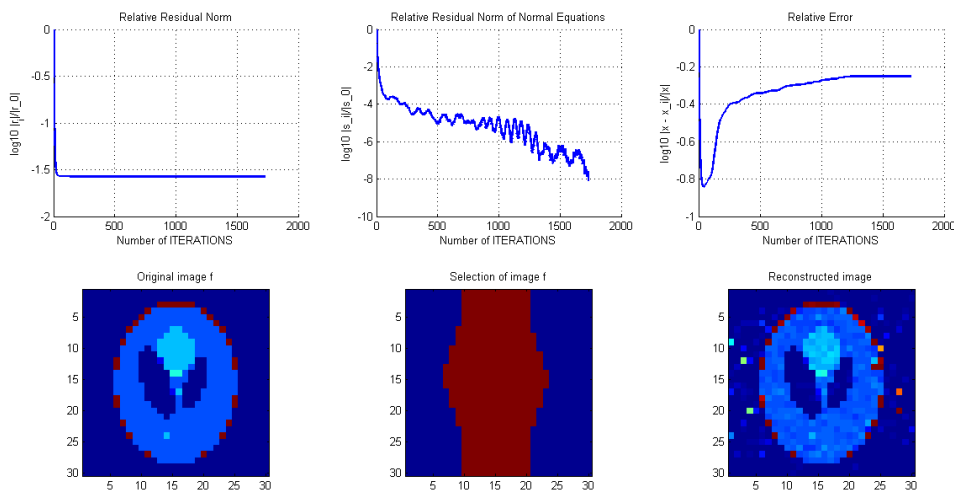 Relative Residual Norm
0
-0.5
-1
-1.5
-2
0 500 1000 1500 2000
log10 |r_i|/|r_0|
Number of ITERATIONS
Relative Residual Norm of Normal Equations
0
-2
-4
-6
-8
-10
0 500 1000 1500 2000
log10 |s_i|/|s_0|
Number of ITERATIONS
Relative Error
0
-0.2
-0.4
-0.6
-0.8
-1
0 500 1000 1500 2000
log10 |x - x_i|/|x|
Number of ITERATIONS
Original image f
5
10
15
20
25
30
5 10 15 20 25 30
Selection of image f
5
10
15
20
25
30
5 10 15 20 25 30
Reconstructed image
5
10
15
20
25
30
5 10 15 20 25 30